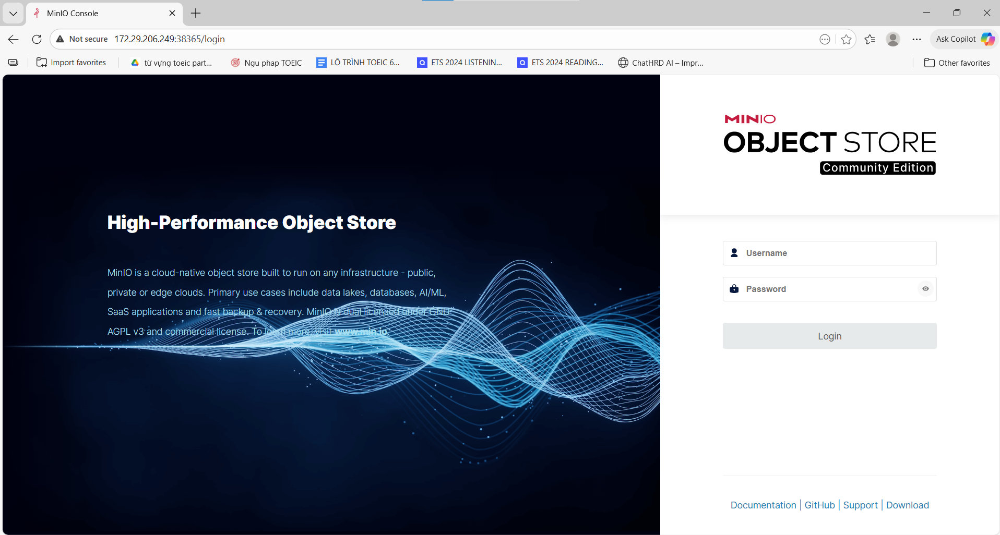 MinIO Console
Not secure
172.29.206.249:38365/login
Ask Copilot
Import favorites
từ vựng toeic part...
Ngu phap TOEIC
LỘ TRÌNH TOEIC 6...
ETS 2024 LISTENIN...
ETS 2024 READING...
ChatHRD AI – Impr...
Other favorites
High-Performance Object Store
MinIO is a cloud-native object store built to run on any infrastructure - public,
private or edge clouds. Primary use cases include data lakes, databases, AI/ML,
SaaS applications and fast backup & recovery. MinIO is dual licensed under GNU
AGPL v3 and commercial license. To learn more, visit www.min.io.
MINIO
OBJECT STORE
Community Edition
Username
Password
Login
Documentation | GitHub | Support | Download